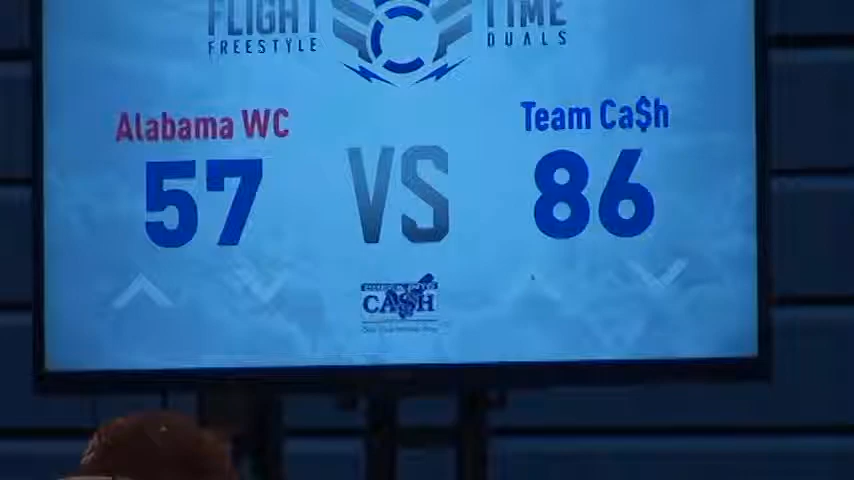 FLIGHT TIME
FREESTYLE DUALS
Alabama WC Team Ca$h
57 VS 86
CA$H